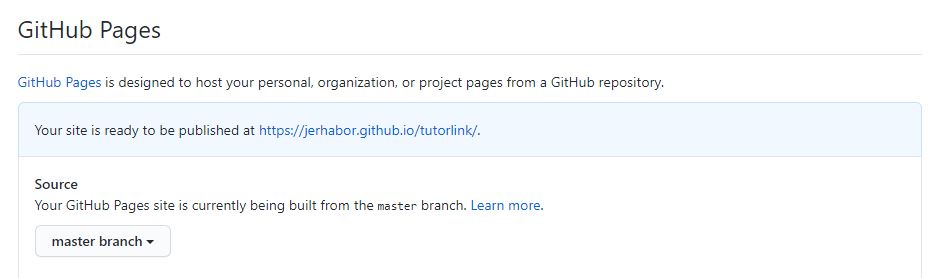 GitHub Pages
GitHub Pages is designed to host your personal, organization, or project pages from a GitHub repository.
Your site is ready to be published at https://jerhabor.github.io/tutorlink/.
Source
Your GitHub Pages site is currently being built from the master branch. Learn more.
master branch